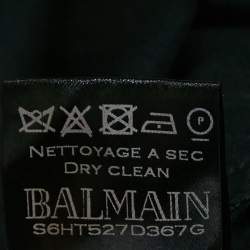 P
NETTOYAGE A SEC
DRY CLEAN
BALMAIN
S6HT527D367G